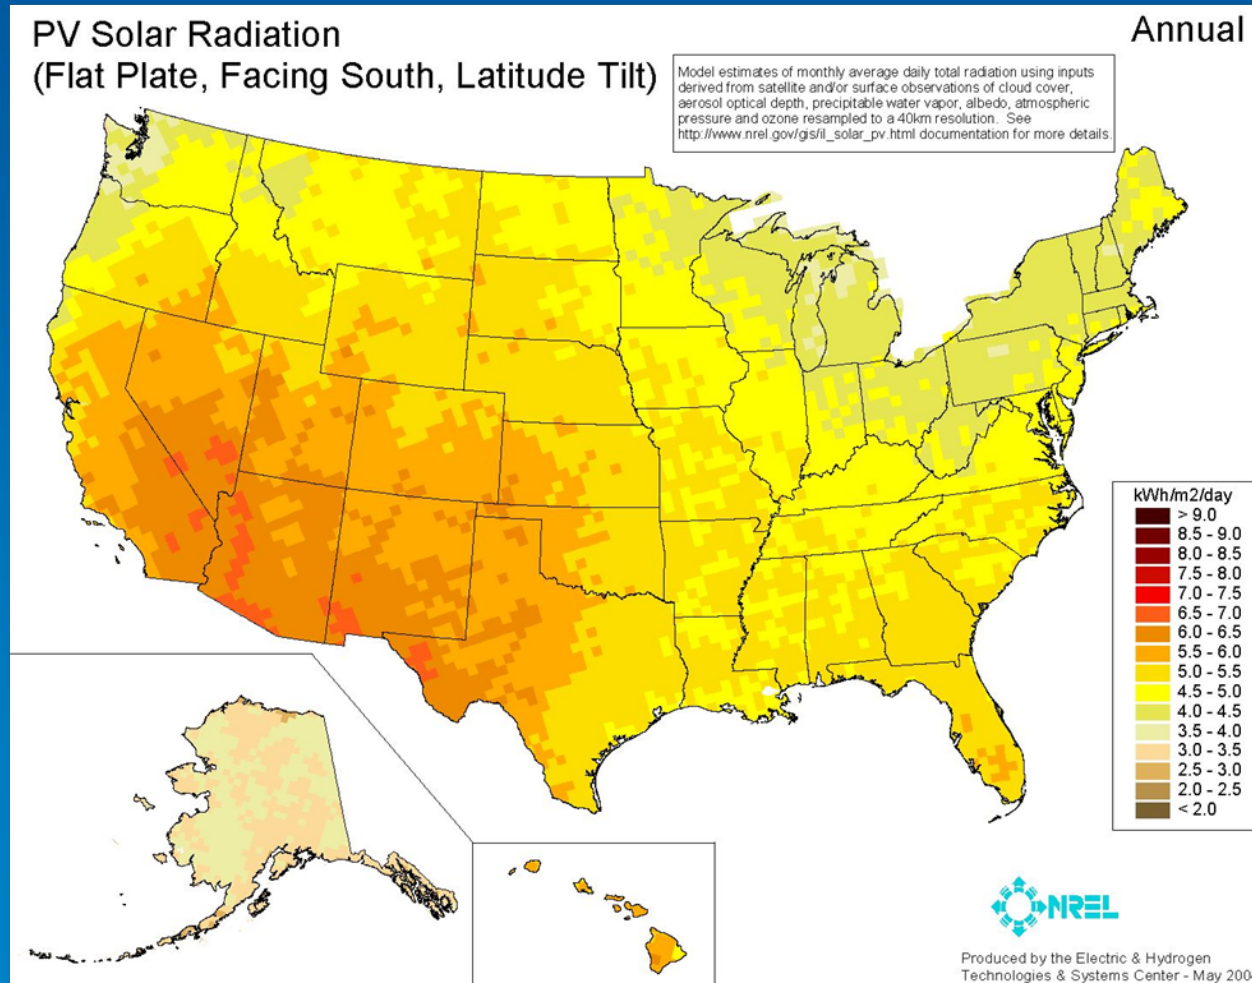 PV Solar Radiation
(Flat Plate, Facing South, Latitude Tilt)
Annual
Model estimates of monthly average daily total radiation using inputs
derived from satellite and/or surface observations of cloud cover,
aerosol optical depth, precipitable water vapor, albedo, atmospheric
pressure and ozone resampled to a 40km resolution. See
http://www.nrel.gov/gis/il_solar_pv.html documentation for more details.
kWh/m2/day
> 9.0
8.5 - 9.0
8.0 - 8.5
7.5 - 8.0
7.0 - 7.5
6.5 - 7.0
6.0 - 6.5
5.5 - 6.0
5.0 - 5.5
4.5 - 5.0
4.0 - 4.5
3.5 - 4.0
3.0 - 3.5
2.5 - 3.0
2.0 - 2.5
< 2.0
NREL
Produced by the Electric & Hydrogen
Technologies & Systems Center - May